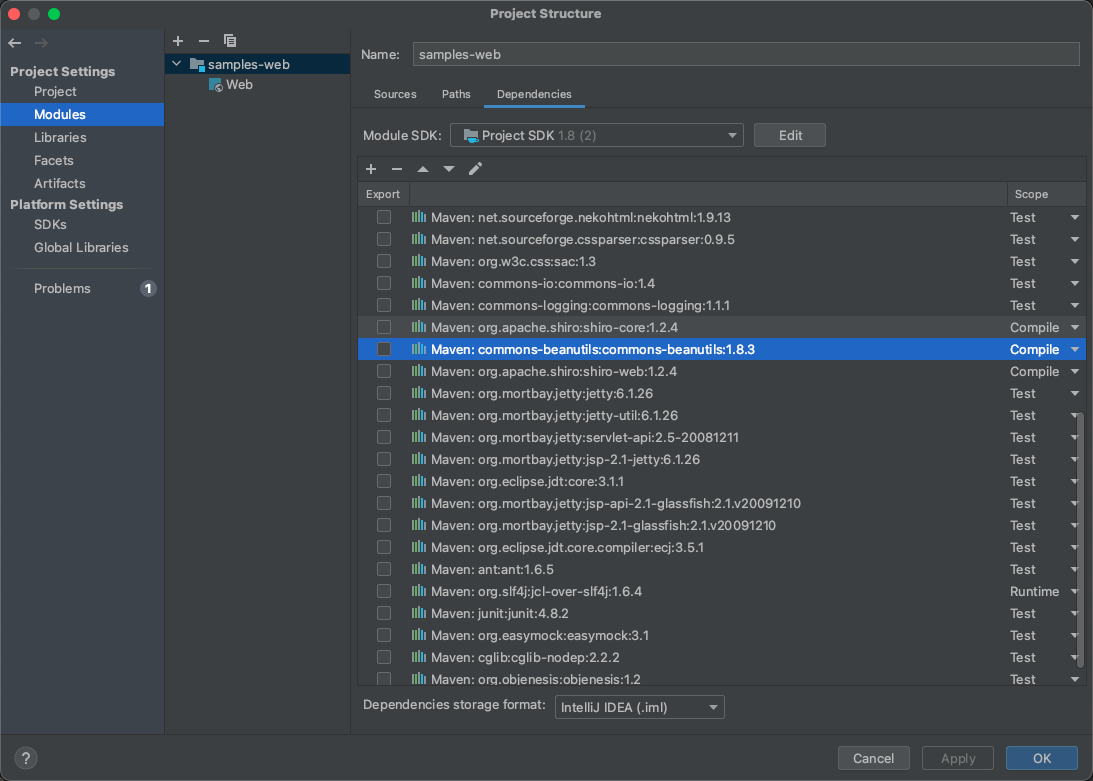 Project Structure
Project Settings
Project
Modules
Libraries
Facets
Artifacts
Platform Settings
SDKs
Global Libraries
Problems 1
samples-web
Web
Name: samples-web
Sources Paths Dependencies
Module SDK: Project SDK 1.8 (2) Edit
Export Scope
Maven: net.sourceforge.nekohtml:nekohtml:1.9.13 Test
Maven: net.sourceforge.cssparser:cssparser:0.9.5 Test
Maven: org.w3c.css:sac:1.3 Test
Maven: commons-io:commons-io:1.4 Test
Maven: commons-logging:commons-logging:1.1.1 Test
Maven: org.apache.shiro:shiro-core:1.2.4 Compile
Maven: commons-beanutils:commons-beanutils:1.8.3 Compile
Maven: org.apache.shiro:shiro-web:1.2.4 Compile
Maven: org.mortbay.jetty:jetty:6.1.26 Test
Maven: org.mortbay.jetty:jetty-util:6.1.26 Test
Maven: org.mortbay.jetty:servlet-api:2.5-20081211 Test
Maven: org.mortbay.jetty:jsp-2.1-jetty:6.1.26 Test
Maven: org.eclipse.jdt:core:3.1.1 Test
Maven: org.mortbay.jetty:jsp-api-2.1-glassfish:2.1.v20091210 Test
Maven: org.mortbay.jetty:jsp-2.1-glassfish:2.1.v20091210 Test
Maven: org.eclipse.jdt.core.compiler:ecj:3.5.1 Test
Maven: ant:ant:1.6.5 Test
Maven: org.slf4j:jcl-over-slf4j:1.6.4 Runtime
Maven: junit:junit:4.8.2 Test
Maven: org.easymock:easymock:3.1 Test
Maven: cglib:cglib-nodep:2.2.2 Test
Maven: org.objenesis:objenesis:1.2 Test
Dependencies storage format: IntelliJ IDEA (.iml)
? Cancel Apply OK